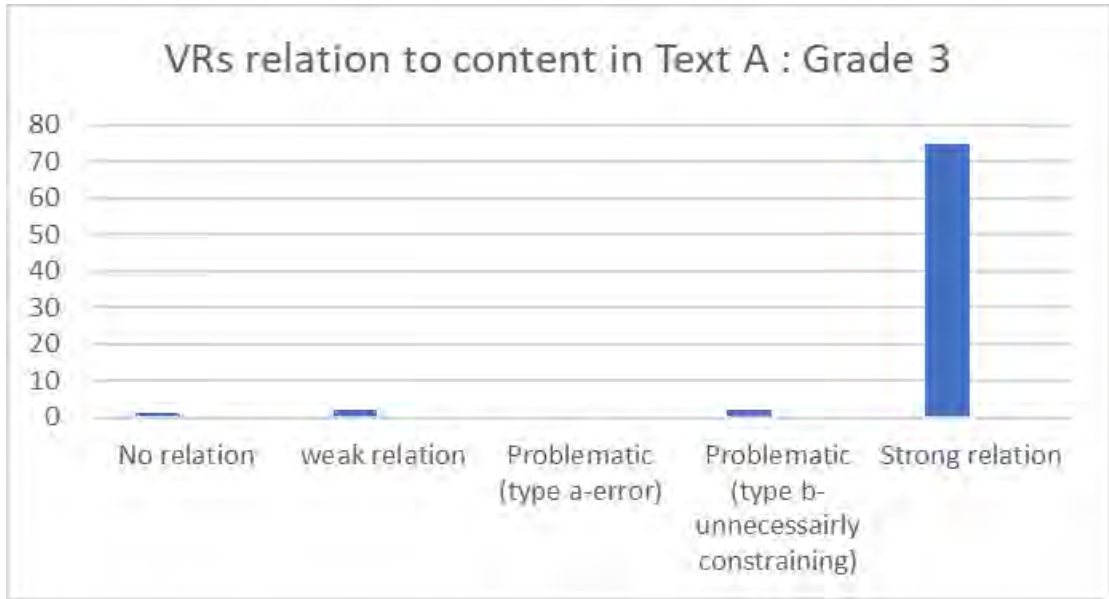 VRs relation to content in Text A : Grade 3
80
70
60
50
40
30
20
10
0
No relation
weak relation
Problematic
(type a-error)
Problematic
(type b-
unnecessairly
constraining)
Strong relation